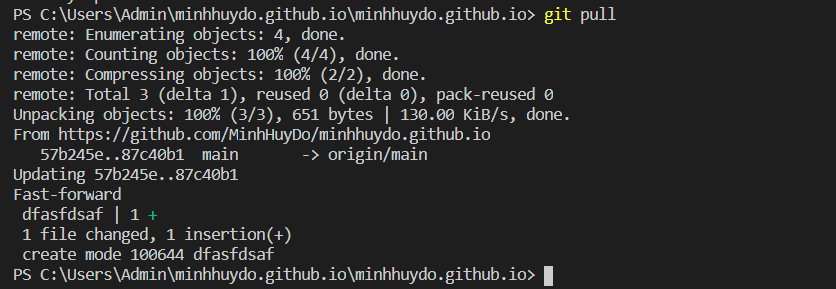 PS C:\Users\Admin\minhhuydo.github.io\minhhuydo.github.io> git pull
remote: Enumerating objects: 4, done.
remote: Counting objects: 100% (4/4), done.
remote: Compressing objects: 100% (2/2), done.
remote: Total 3 (delta 1), reused 0 (delta 0), pack-reused 0
Unpacking objects: 100% (3/3), 651 bytes | 130.00 KiB/s, done.
From https://github.com/MinhHuyDo/minhhuydo.github.io
   57b245e..87c40b1  main       -> origin/main
Updating 57b245e..87c40b1
Fast-forward
 dfasfdsaf | 1 +
 1 file changed, 1 insertion(+)
 create mode 100644 dfasfdsaf
PS C:\Users\Admin\minhhuydo.github.io\minhhuydo.github.io>